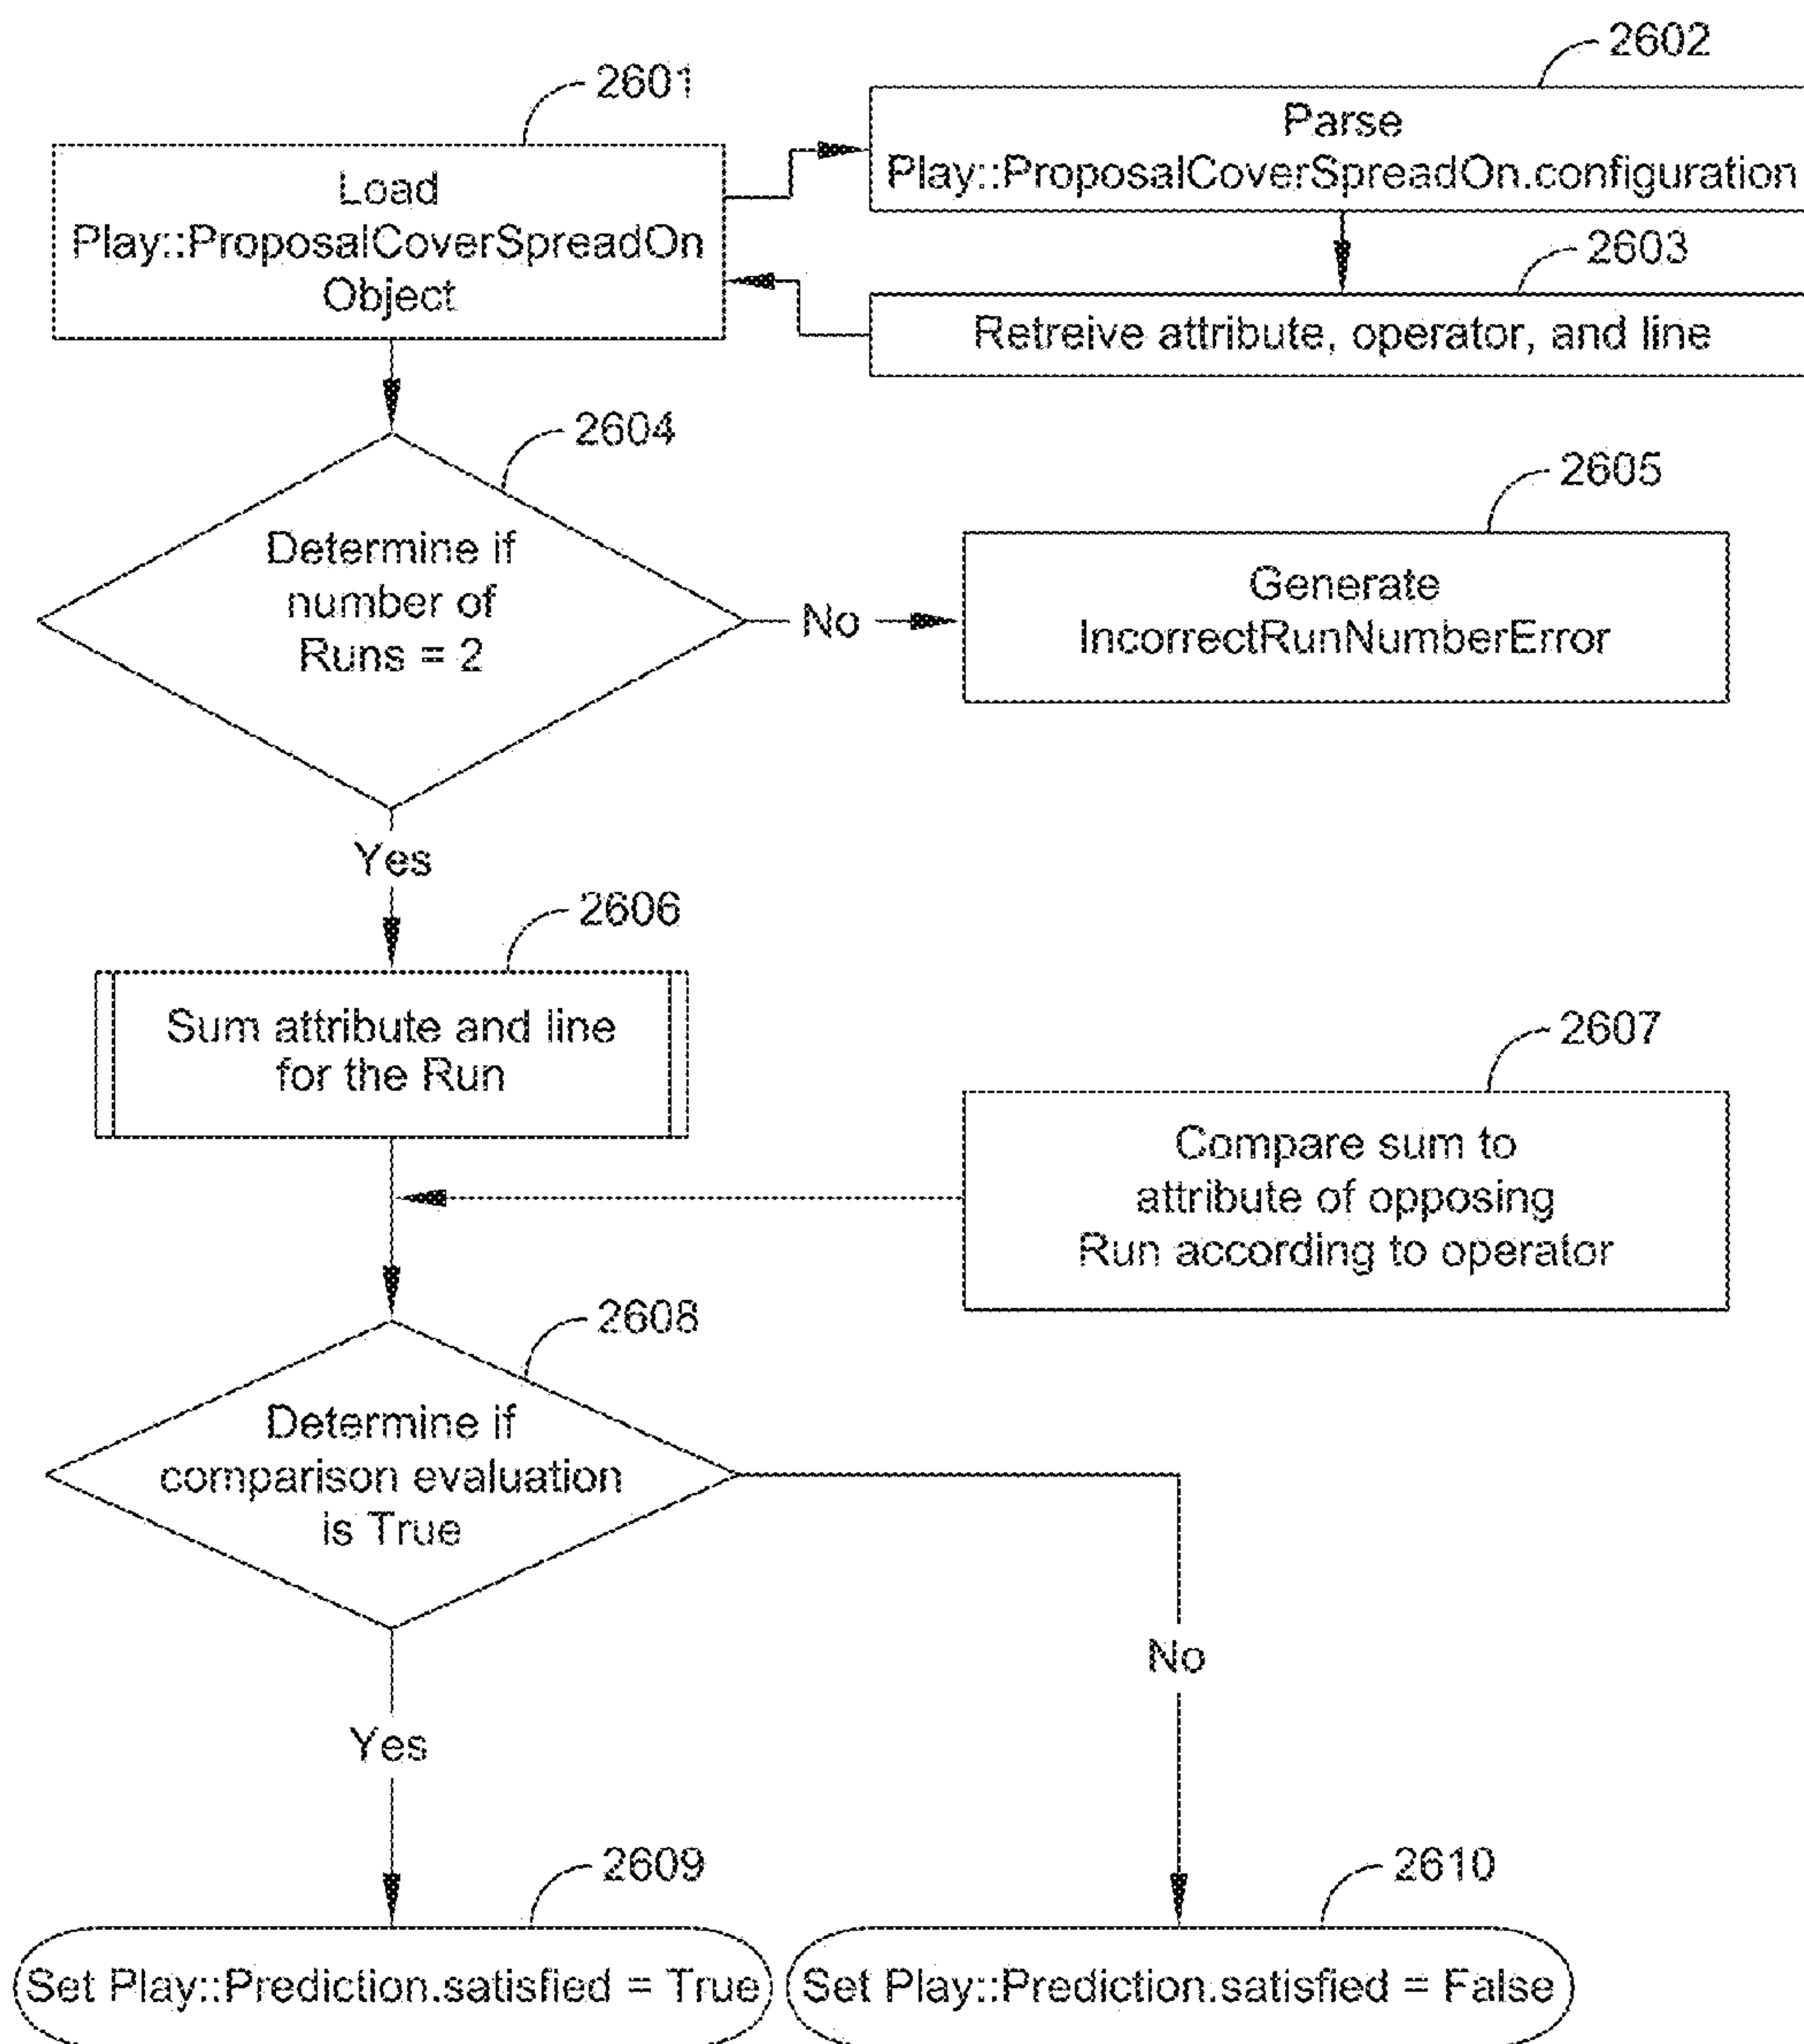 2601
Load
Play::ProposalCoverSpreadOn
Object
2602
Parse
Play::ProposalCoverSpreadOn.configuration
2603
Retreive attribute, operator, and line
2604
Determine if
number of
Runs = 2
No
2605
Generate
IncorrectRunNumberError
Yes
2606
Sum attribute and line
for the Run
2607
Compare sum to
attribute of opposing
Run according to operator
2608
Determine if
comparison evaluation
is True
No
Yes
2609
Set Play::Prediction.satisfied = True
2610
Set Play::Prediction.satisfied = False